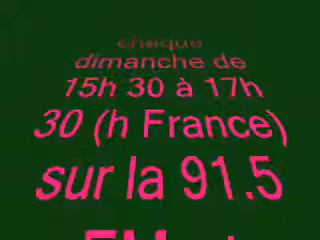 chaque
dimanche de
15h 30 à 17h
30 (h France)
sur la 91.5